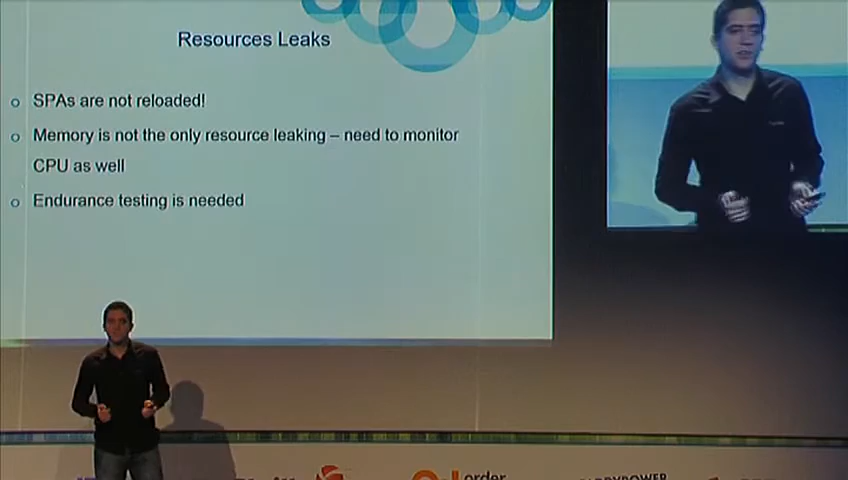 Resources Leaks
SPAs are not reloaded!
Memory is not the only resource leaking – need to monitor
CPU as well
Endurance testing is needed
order